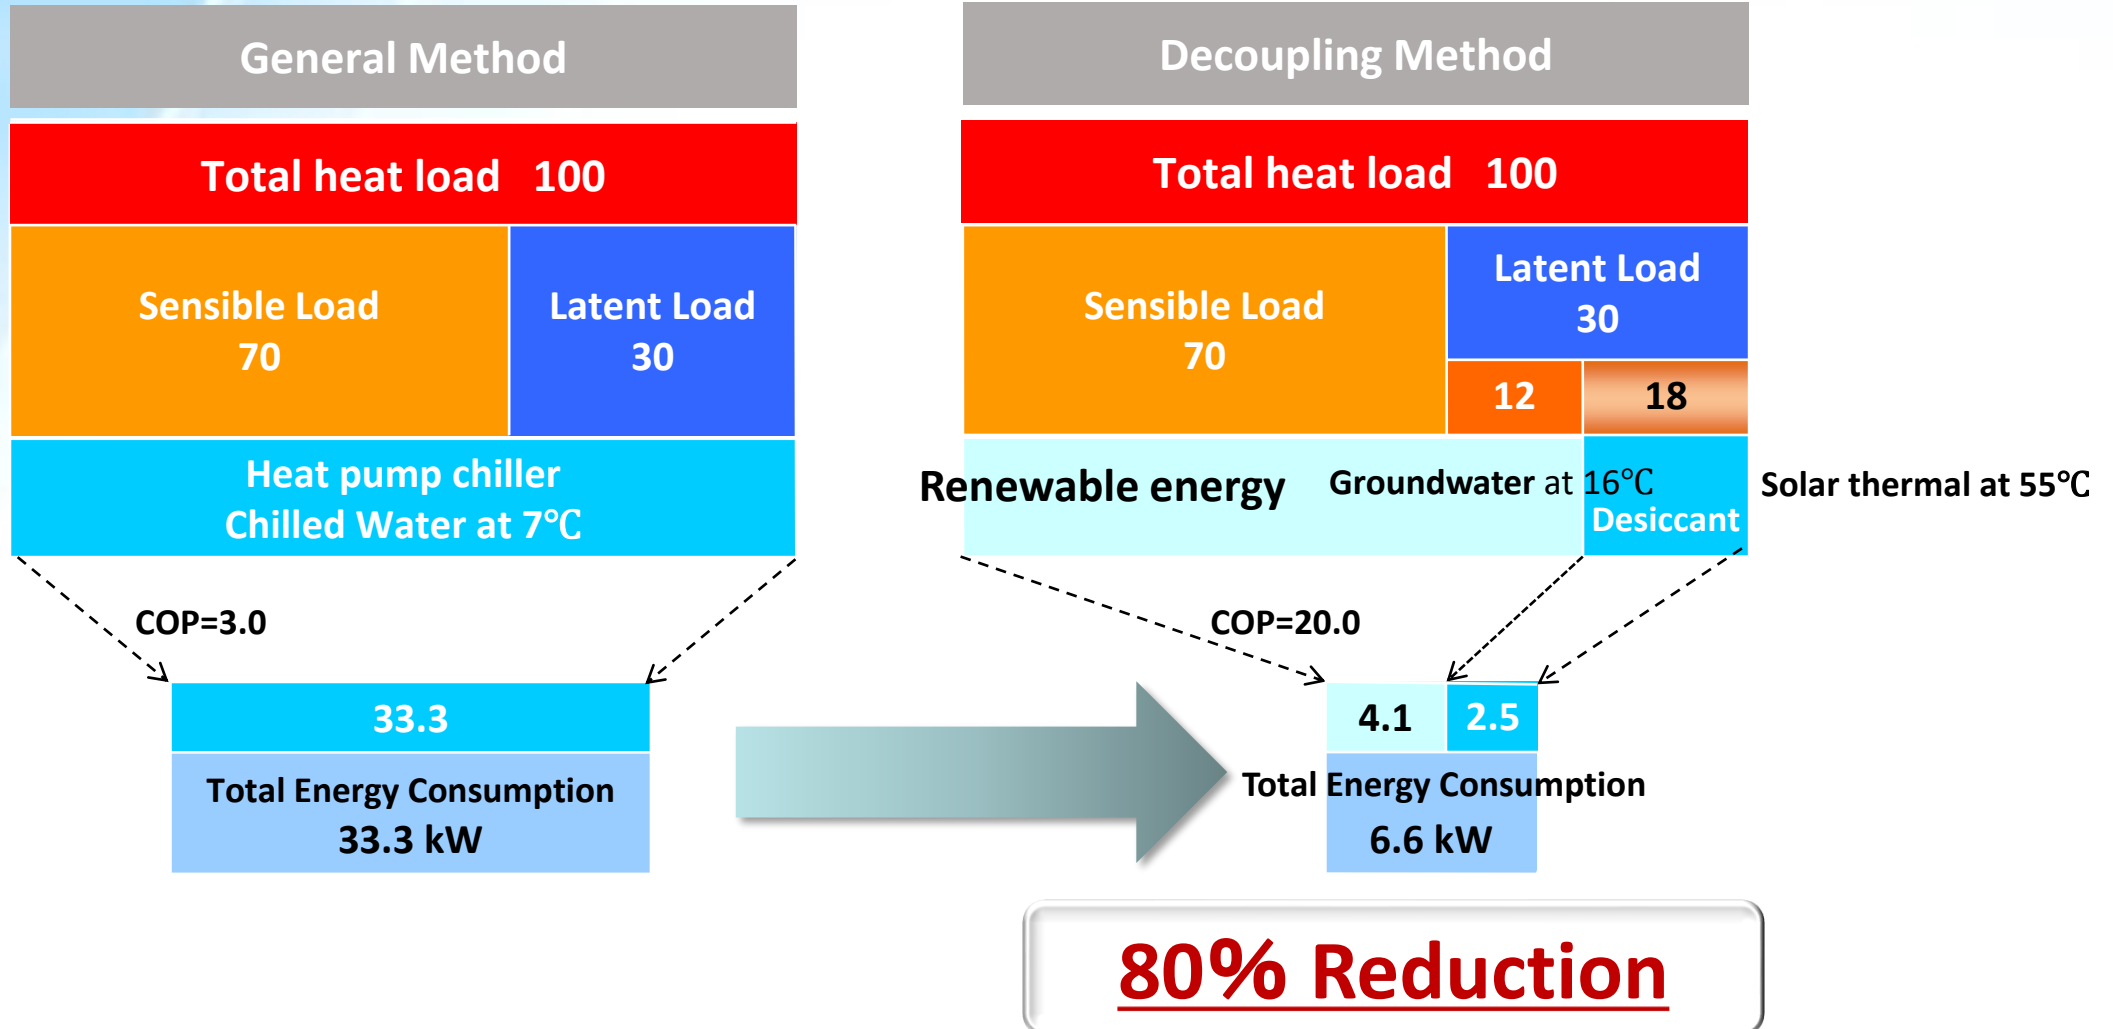 General Method
Total heat load 100
Sensible Load
70
Latent Load
30
Heat pump chiller
Chilled Water at 7℃
COP=3.0
33.3
Total Energy Consumption
33.3 kW
Decoupling Method
Total heat load 100
Sensible Load
70
Latent Load
30
12
18
Renewable energy
Groundwater at 16℃
Desiccant
Solar thermal at 55℃
COP=20.0
4.1
2.5
Total Energy Consumption
6.6 kW
80% Reduction